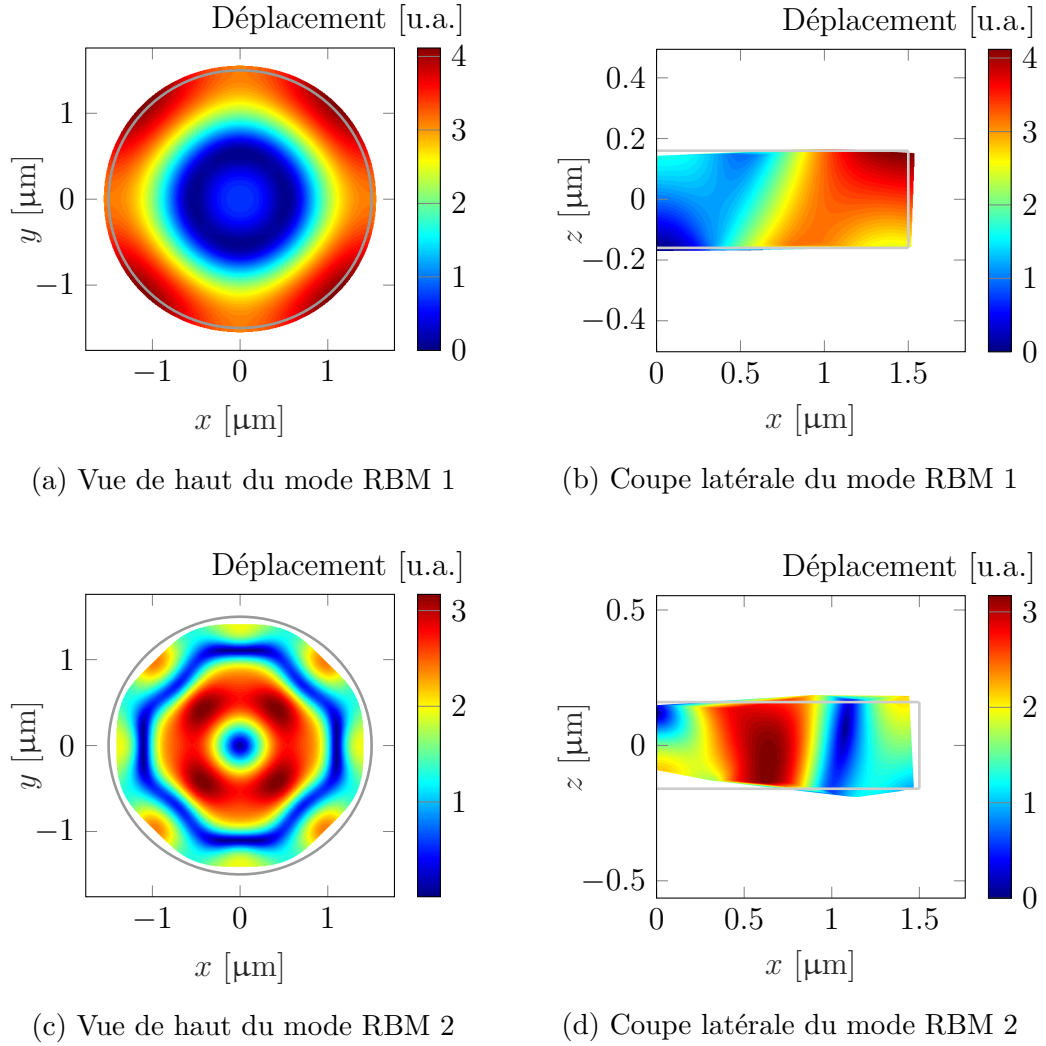 Déplacement [u.a.]
4
3
2
1
0
1
0
−1
y [µm]
−1
0
1
x [µm]
(a) Vue de haut du mode RBM 1
Déplacement [u.a.]
4
3
2
1
0
0.4
0.2
0
−0.2
−0.4
z [µm]
0
0.5
1
1.5
x [µm]
(b) Coupe latérale du mode RBM 1
Déplacement [u.a.]
3
2
1
1
0
−1
y [µm]
−1
0
1
x [µm]
(c) Vue de haut du mode RBM 2
Déplacement [u.a.]
3
2
1
0
0.5
0
−0.5
z [µm]
0
0.5
1
1.5
x [µm]
(d) Coupe latérale du mode RBM 2